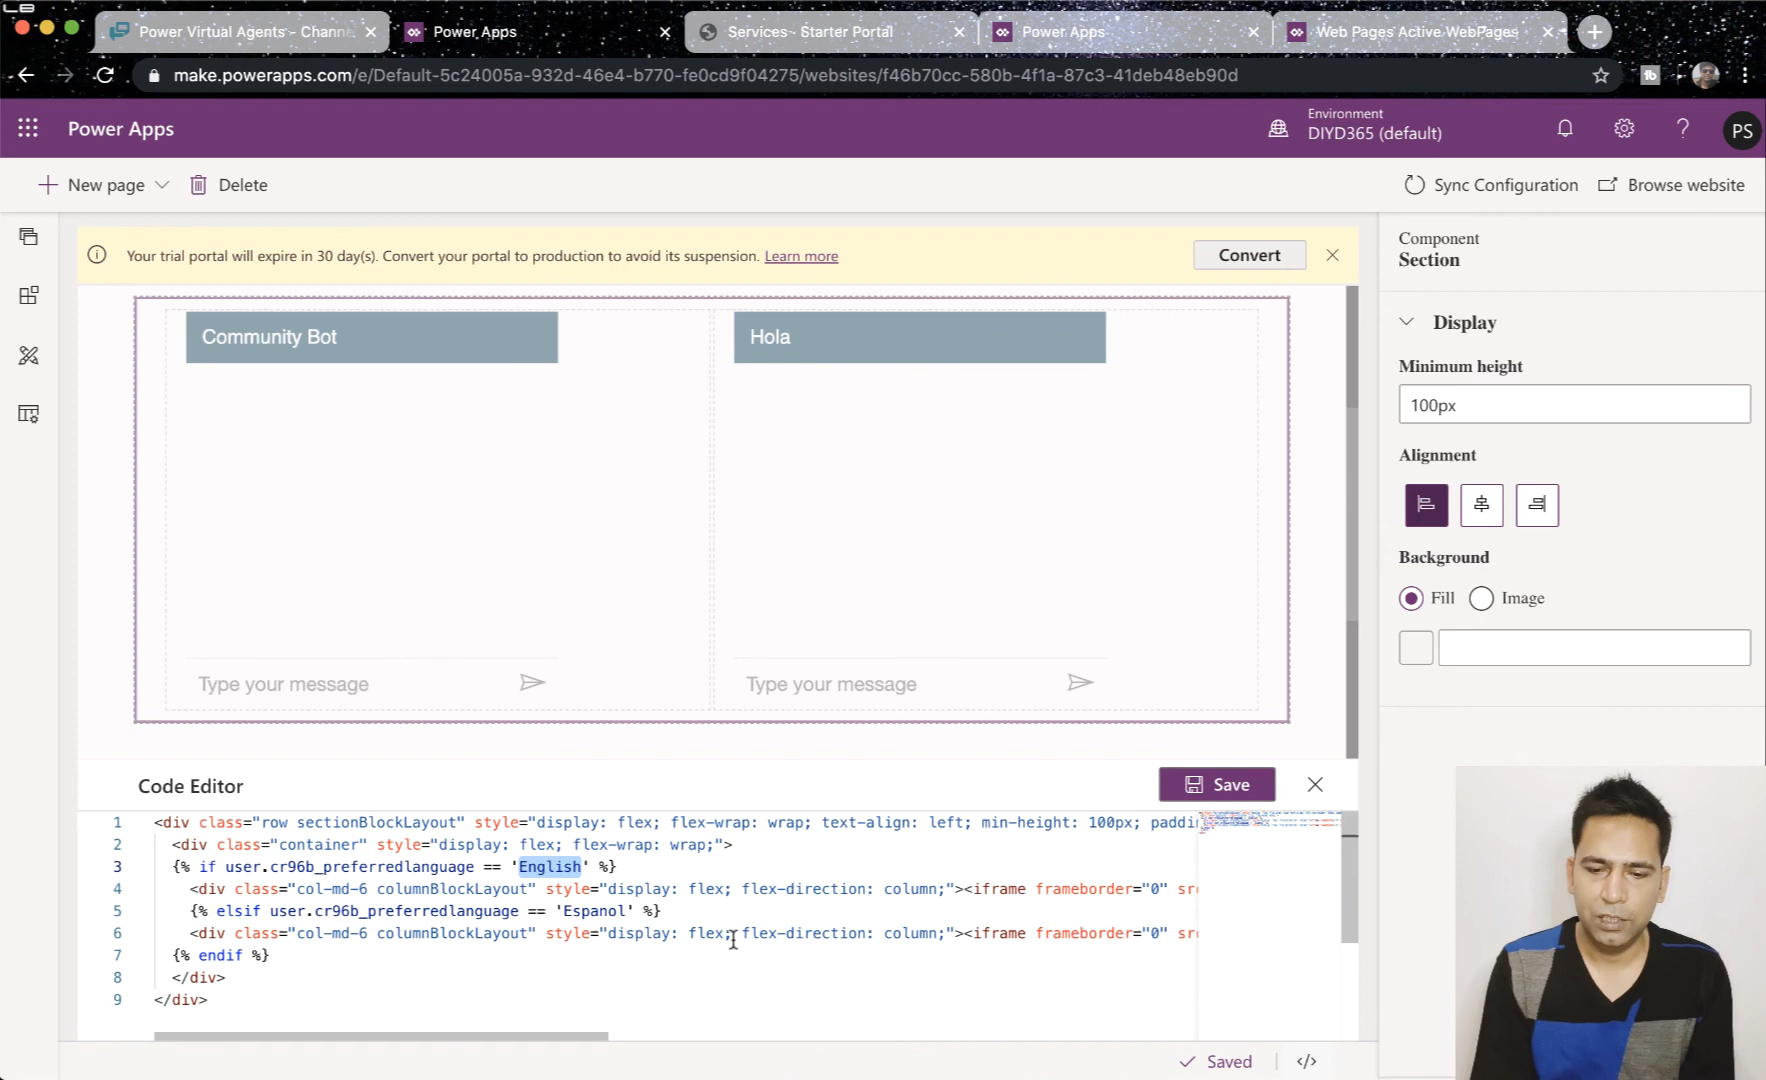 Power Virtual Agents - Chann
Power Apps
Services - Starter Portal
Power Apps
Web Pages Active WebPages
make.powerapps.com/e/Default-5c24005a-932d-46e4-b770-fe0cd9f04275/websites/f46b70cc-580b-4f1a-87c3-41deb48eb90d
Power Apps
Environment
DIYD365 (default)
?
PS
New page
Delete
Sync Configuration
Browse website
Your trial portal will expire in 30 day(s). Convert your portal to production to avoid its suspension. Learn more
Convert
Community Bot
Hola
Type your message
Type your message
Component
Section
Display
Minimum height
100px
Alignment
Background
Fill
Image
Code Editor
Save
1 <div class="row sectionBlockLayout" style="display: flex; flex-wrap: wrap; text-align: left; min-height: 100px; paddi
2 <div class="container" style="display: flex; flex-wrap: wrap;">
3 {% if user.cr96b_preferredlanguage == 'English' %}
4 <div class="col-md-6 columnBlockLayout" style="display: flex; flex-direction: column;"><iframe frameborder="0" src
5 {% elsif user.cr96b_preferredlanguage == 'Espanol' %}
6 <div class="col-md-6 columnBlockLayout" style="display: flex; flex-direction: column;"><iframe frameborder="0" src
7 {% endif %}
8 </div>
9 </div>
Saved
</>